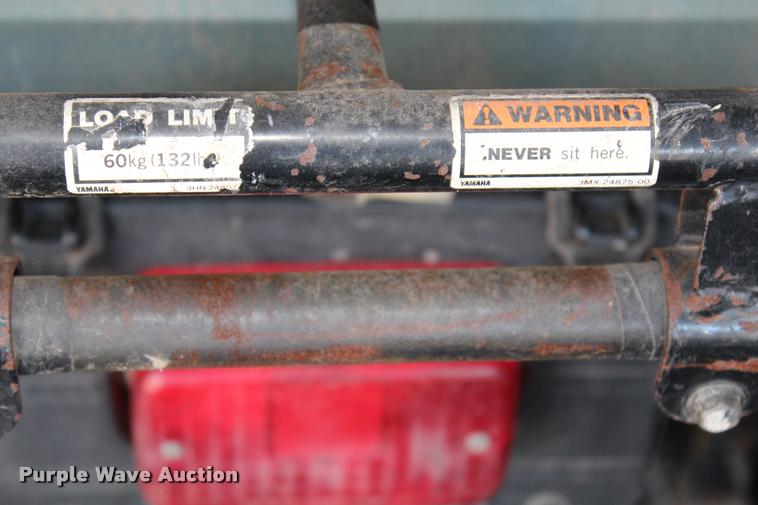 LOAD LIMITS
60kg (132lb
YAMAHA
WARNING
NEVER sit here.
YAMAHA 3MX-24875-00
Purple Wave Auction